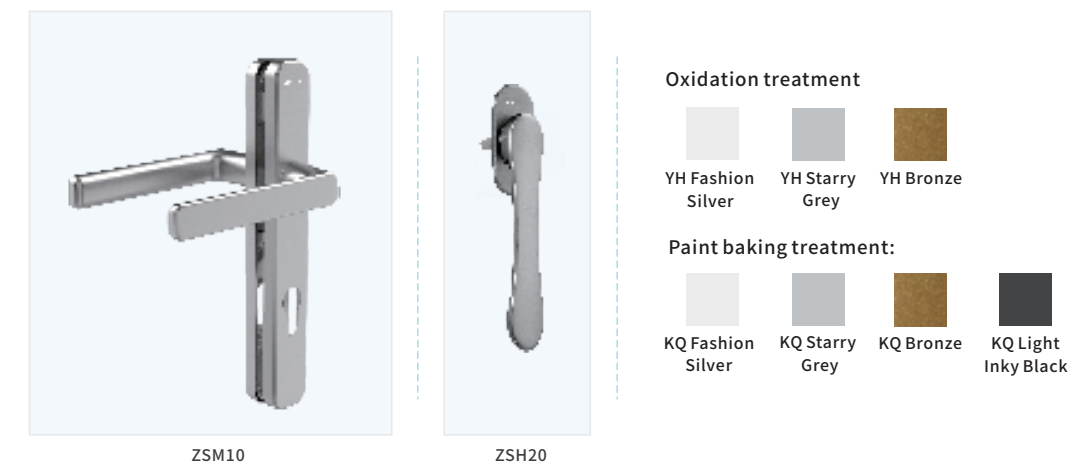 Oxidation treatment
YH Fashion
Silver
YH Starry
Grey
YH Bronze
Paint baking treatment:
KQ Fashion
Silver
KQ Starry
Grey
KQ Bronze
KQ Light
Inky Black
ZSM10
ZSH20